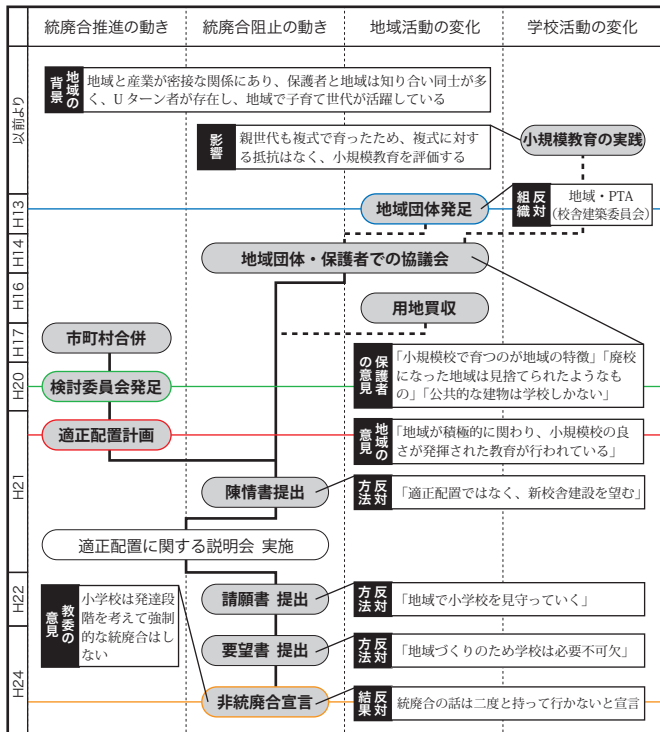 統廃合推進の動き
統廃合阻止の動き
地域活動の変化
学校活動の変化
以前より
地域の
背景
地域と産業が密接な関係にあり、保護者と地域は知り合い同士が多
く、Uターン者が存在し、地域で子育て世代が活躍している
影響
親世代も複式で育ったため、複式に対す
る抵抗はなく、小規模教育を評価する
小規模教育の実践
H13
地域団体発足
反対
組織
地域・PTA
（校舎建築委員会）
H14
地域団体・保護者での協議会
H16
用地買収
H17
市町村合併
保護者
の意見
「小規模校で育つのが地域の特徴」「廃校
になった地域は見捨てられたようなも
の」「公共的な建物は学校しかない」
H20
検討委員会発足
H21
適正配置計画
地域の
意見
「地域が積極的に関わり、小規模校の良
さが発揮された教育が行われている」
陳情書提出
反対
方法
「適正配置ではなく、新校舎建設を望む」
適正配置に関する説明会 実施
H22
教委の
意見
小学校は発達段
階を考えて強制
的な統廃合はし
ない
請願書 提出
反対
方法
「地域で小学校を見守っていく」
H24
要望書 提出
反対
方法
「地域づくりのため学校は必要不可欠」
非統廃合宣言
反対
結果
統廃合の話は二度と持って行かないと宣言